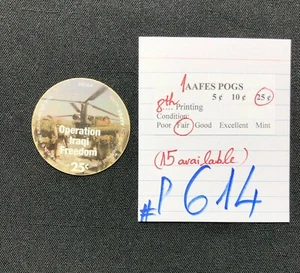 Operation
Iraqi
Freedom
25¢
1 AAFES POGS
5 ¢ 10 ¢ 25 ¢
8th Printing
Condition:
Poor Fair Good Excellent Mint
(15 available)
#P614